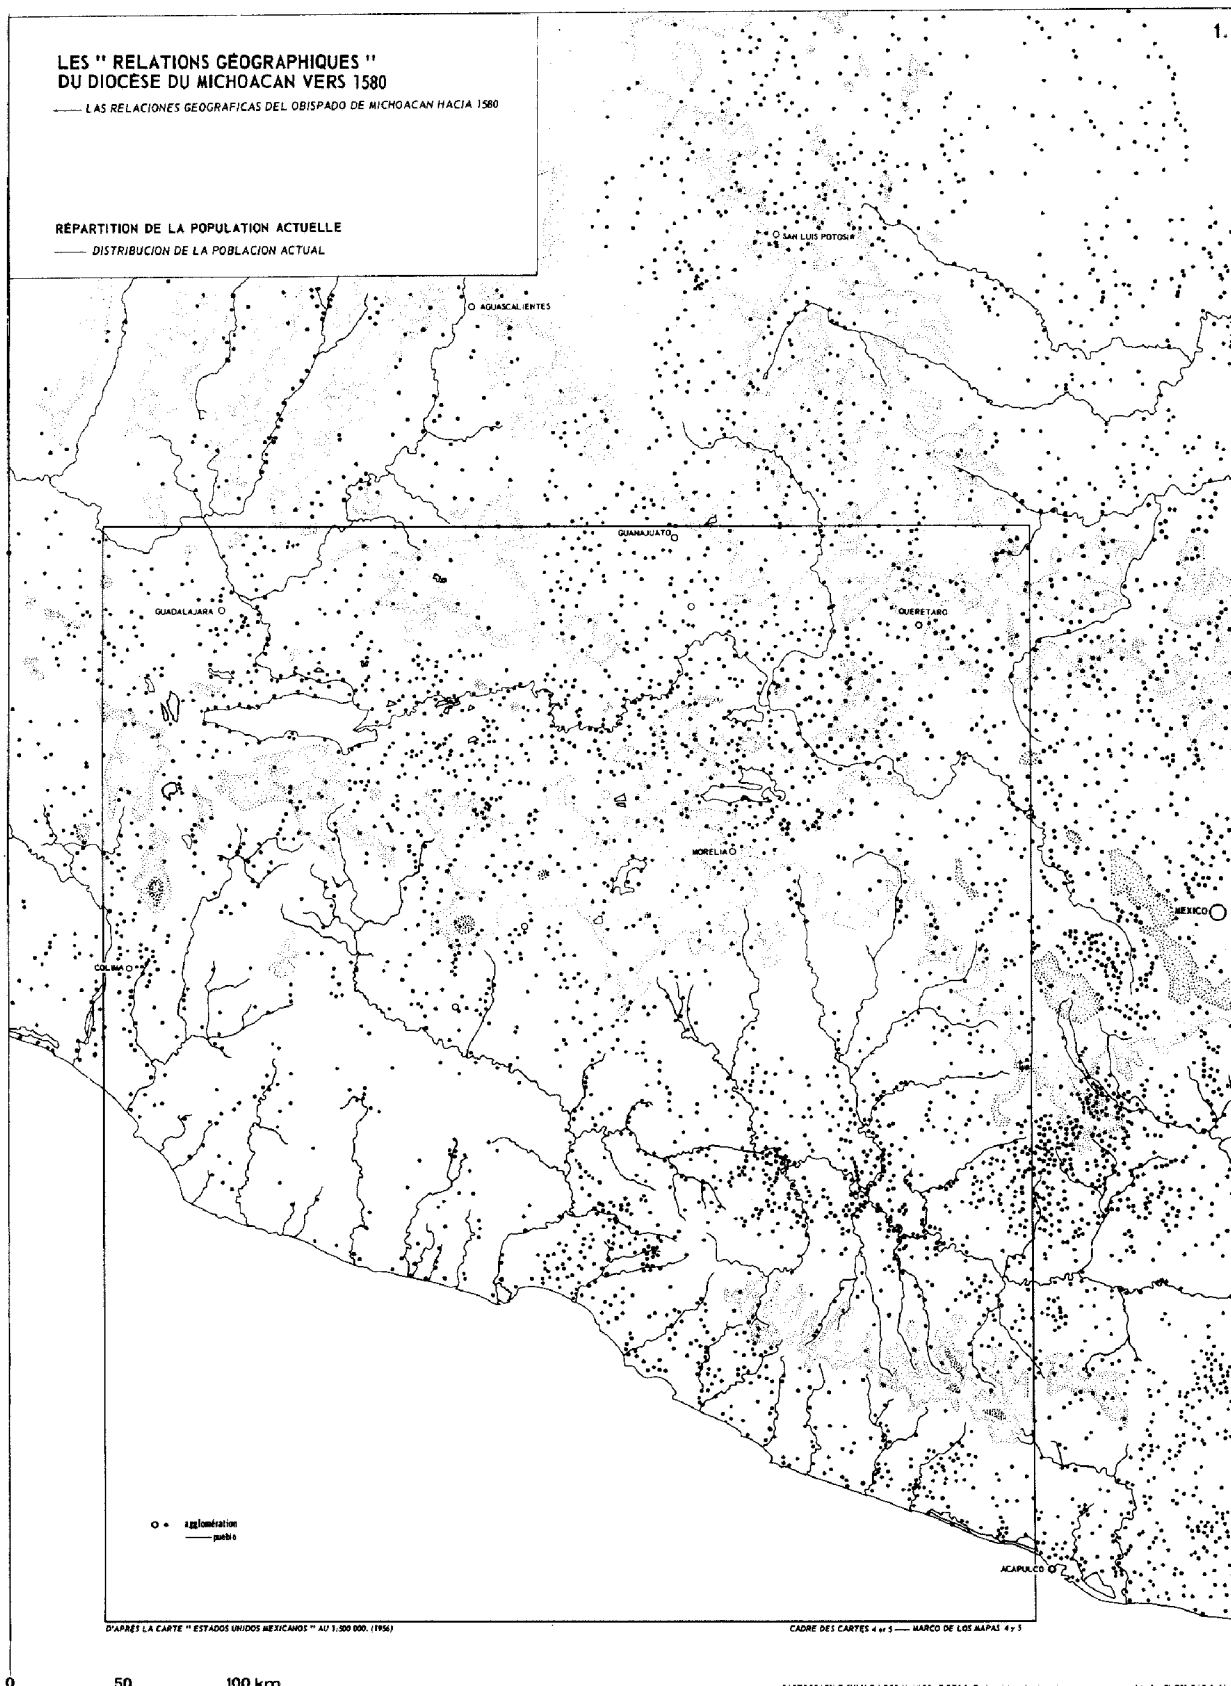 1.
LES " RELATIONS GÉOGRAPHIQUES "
DU DIOCÈSE DU MICHOACAN VERS 1580
LAS RELACIONES GEOGRAFICAS DEL OBISPADO DE MICHOACAN HACIA 1580
RÉPARTITION DE LA POPULATION ACTUELLE
DISTRIBUCION DE LA POBLACION ACTUAL
SAN LUIS POTOSI
AGUASCALIENTES
GUANAJUATO
GUADALAJARA
QUERETARO
MORELIA
MEXICO
COLIMA
agglomération
pueblo
ACAPULCO
D'APRÈS LA CARTE " ESTADOS UNIDOS MEXICANOS " AU 1:500 000. (1956)
CADRE DES CARTES 4 et 5 — MARCO DE LOS MAPAS 4 y 5
0 50 100 km